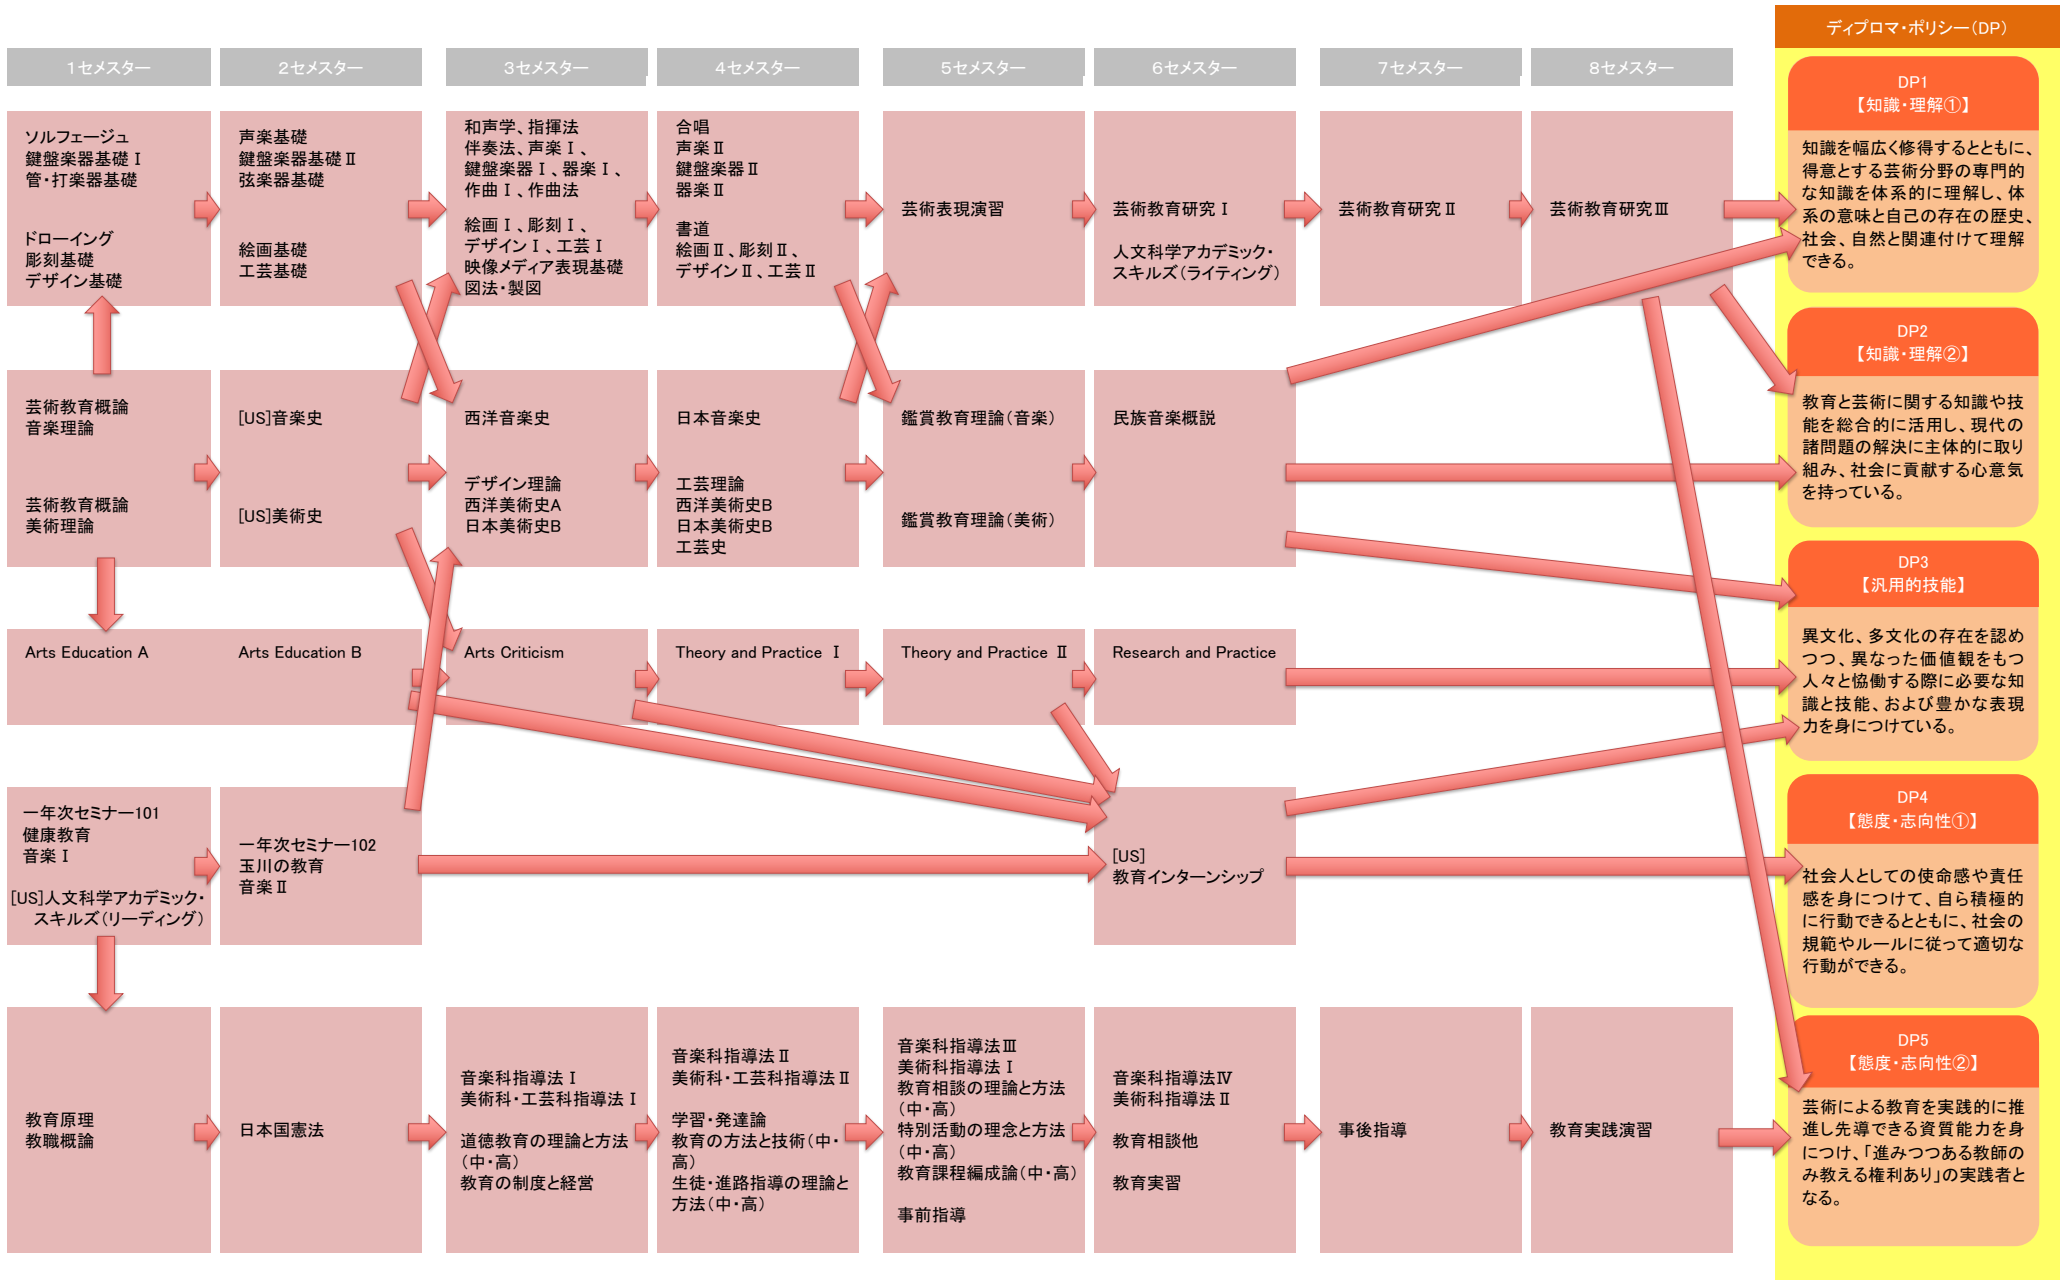 ディプロマ・ポリシー（DP）
１セメスター
２セメスター
３セメスター
４セメスター
５セメスター
６セメスター
７セメスター
８セメスター
ソルフェージュ
鍵盤楽器基礎Ⅰ
管・打楽器基礎
ドローイング
彫刻基礎
デザイン基礎
声楽基礎
鍵盤楽器基礎Ⅱ
弦楽器基礎
絵画基礎
工芸基礎
和声学、指揮法
伴奏法、声楽Ⅰ、
鍵盤楽器Ⅰ、器楽Ⅰ、
作曲Ⅰ、作曲法
絵画Ⅰ、彫刻Ⅰ、
デザインⅠ、工芸Ⅰ
映像メディア表現基礎
図法・製図
合唱
声楽Ⅱ
鍵盤楽器Ⅱ
器楽Ⅱ
書道
絵画Ⅱ、彫刻Ⅱ、
デザインⅡ、工芸Ⅱ
芸術表現演習
芸術教育研究Ⅰ
人文科学アカデミック・
スキルズ（ライティング）
芸術教育研究Ⅱ
芸術教育研究Ⅲ
芸術教育概論
音楽理論
芸術教育概論
美術理論
[US]音楽史
[US]美術史
西洋音楽史
デザイン理論
西洋美術史A
日本美術史B
日本音楽史
工芸理論
西洋美術史B
日本美術史B
工芸史
鑑賞教育理論（音楽）
鑑賞教育理論（美術）
民族音楽概説
Arts Education A
Arts Education B
Arts Criticism
Theory and Practice Ⅰ
Theory and Practice Ⅱ
Research and Practice
一年次セミナー101
健康教育
音楽Ⅰ
[US]人文科学アカデミック・
スキルズ（リーディング）
一年次セミナー102
玉川の教育
音楽Ⅱ
[US]
教育インターンシップ
教育原理
教職概論
日本国憲法
音楽科指導法Ⅰ
美術科・工芸科指導法Ⅰ
道徳教育の理論と方法
（中・高）
教育の制度と経営
音楽科指導法Ⅱ
美術科・工芸科指導法Ⅱ
学習・発達論
教育の方法と技術（中・
高）
生徒・進路指導の理論と
方法（中・高）
音楽科指導法Ⅲ
美術科指導法Ⅰ
教育相談の理論と方法
（中・高）
特別活動の理念と方法
（中・高）
教育課程編成論（中・高）
事前指導
音楽科指導法Ⅳ
美術科指導法Ⅱ
教育相談他
教育実習
事後指導
教育実践演習
DP1
【知識・理解①】
知識を幅広く修得するとともに、
得意とする芸術分野の専門的
な知識を体系的に理解し、体
系の意味と自己の存在の歴史、
社会、自然と関連付けて理解
できる。
DP2
【知識・理解②】
教育と芸術に関する知識や技
能を総合的に活用し、現代の
諸問題の解決に主体的に取り
組み、社会に貢献する心意気
を持っている。
DP3
【汎用的技能】
異文化、多文化の存在を認め
つつ、異なった価値観をもつ
人々と恊働する際に必要な知
識と技能、および豊かな表現
力を身につけている。
DP4
【態度・志向性①】
社会人としての使命感や責任
感を身につけて、自ら積極的
に行動できるとともに、社会の
規範やルールに従って適切な
行動ができる。
DP5
【態度・志向性②】
芸術による教育を実践的に推
進し先導できる資質能力を身
につけ、「進みつつある教師の
み教える権利あり」の実践者と
なる。